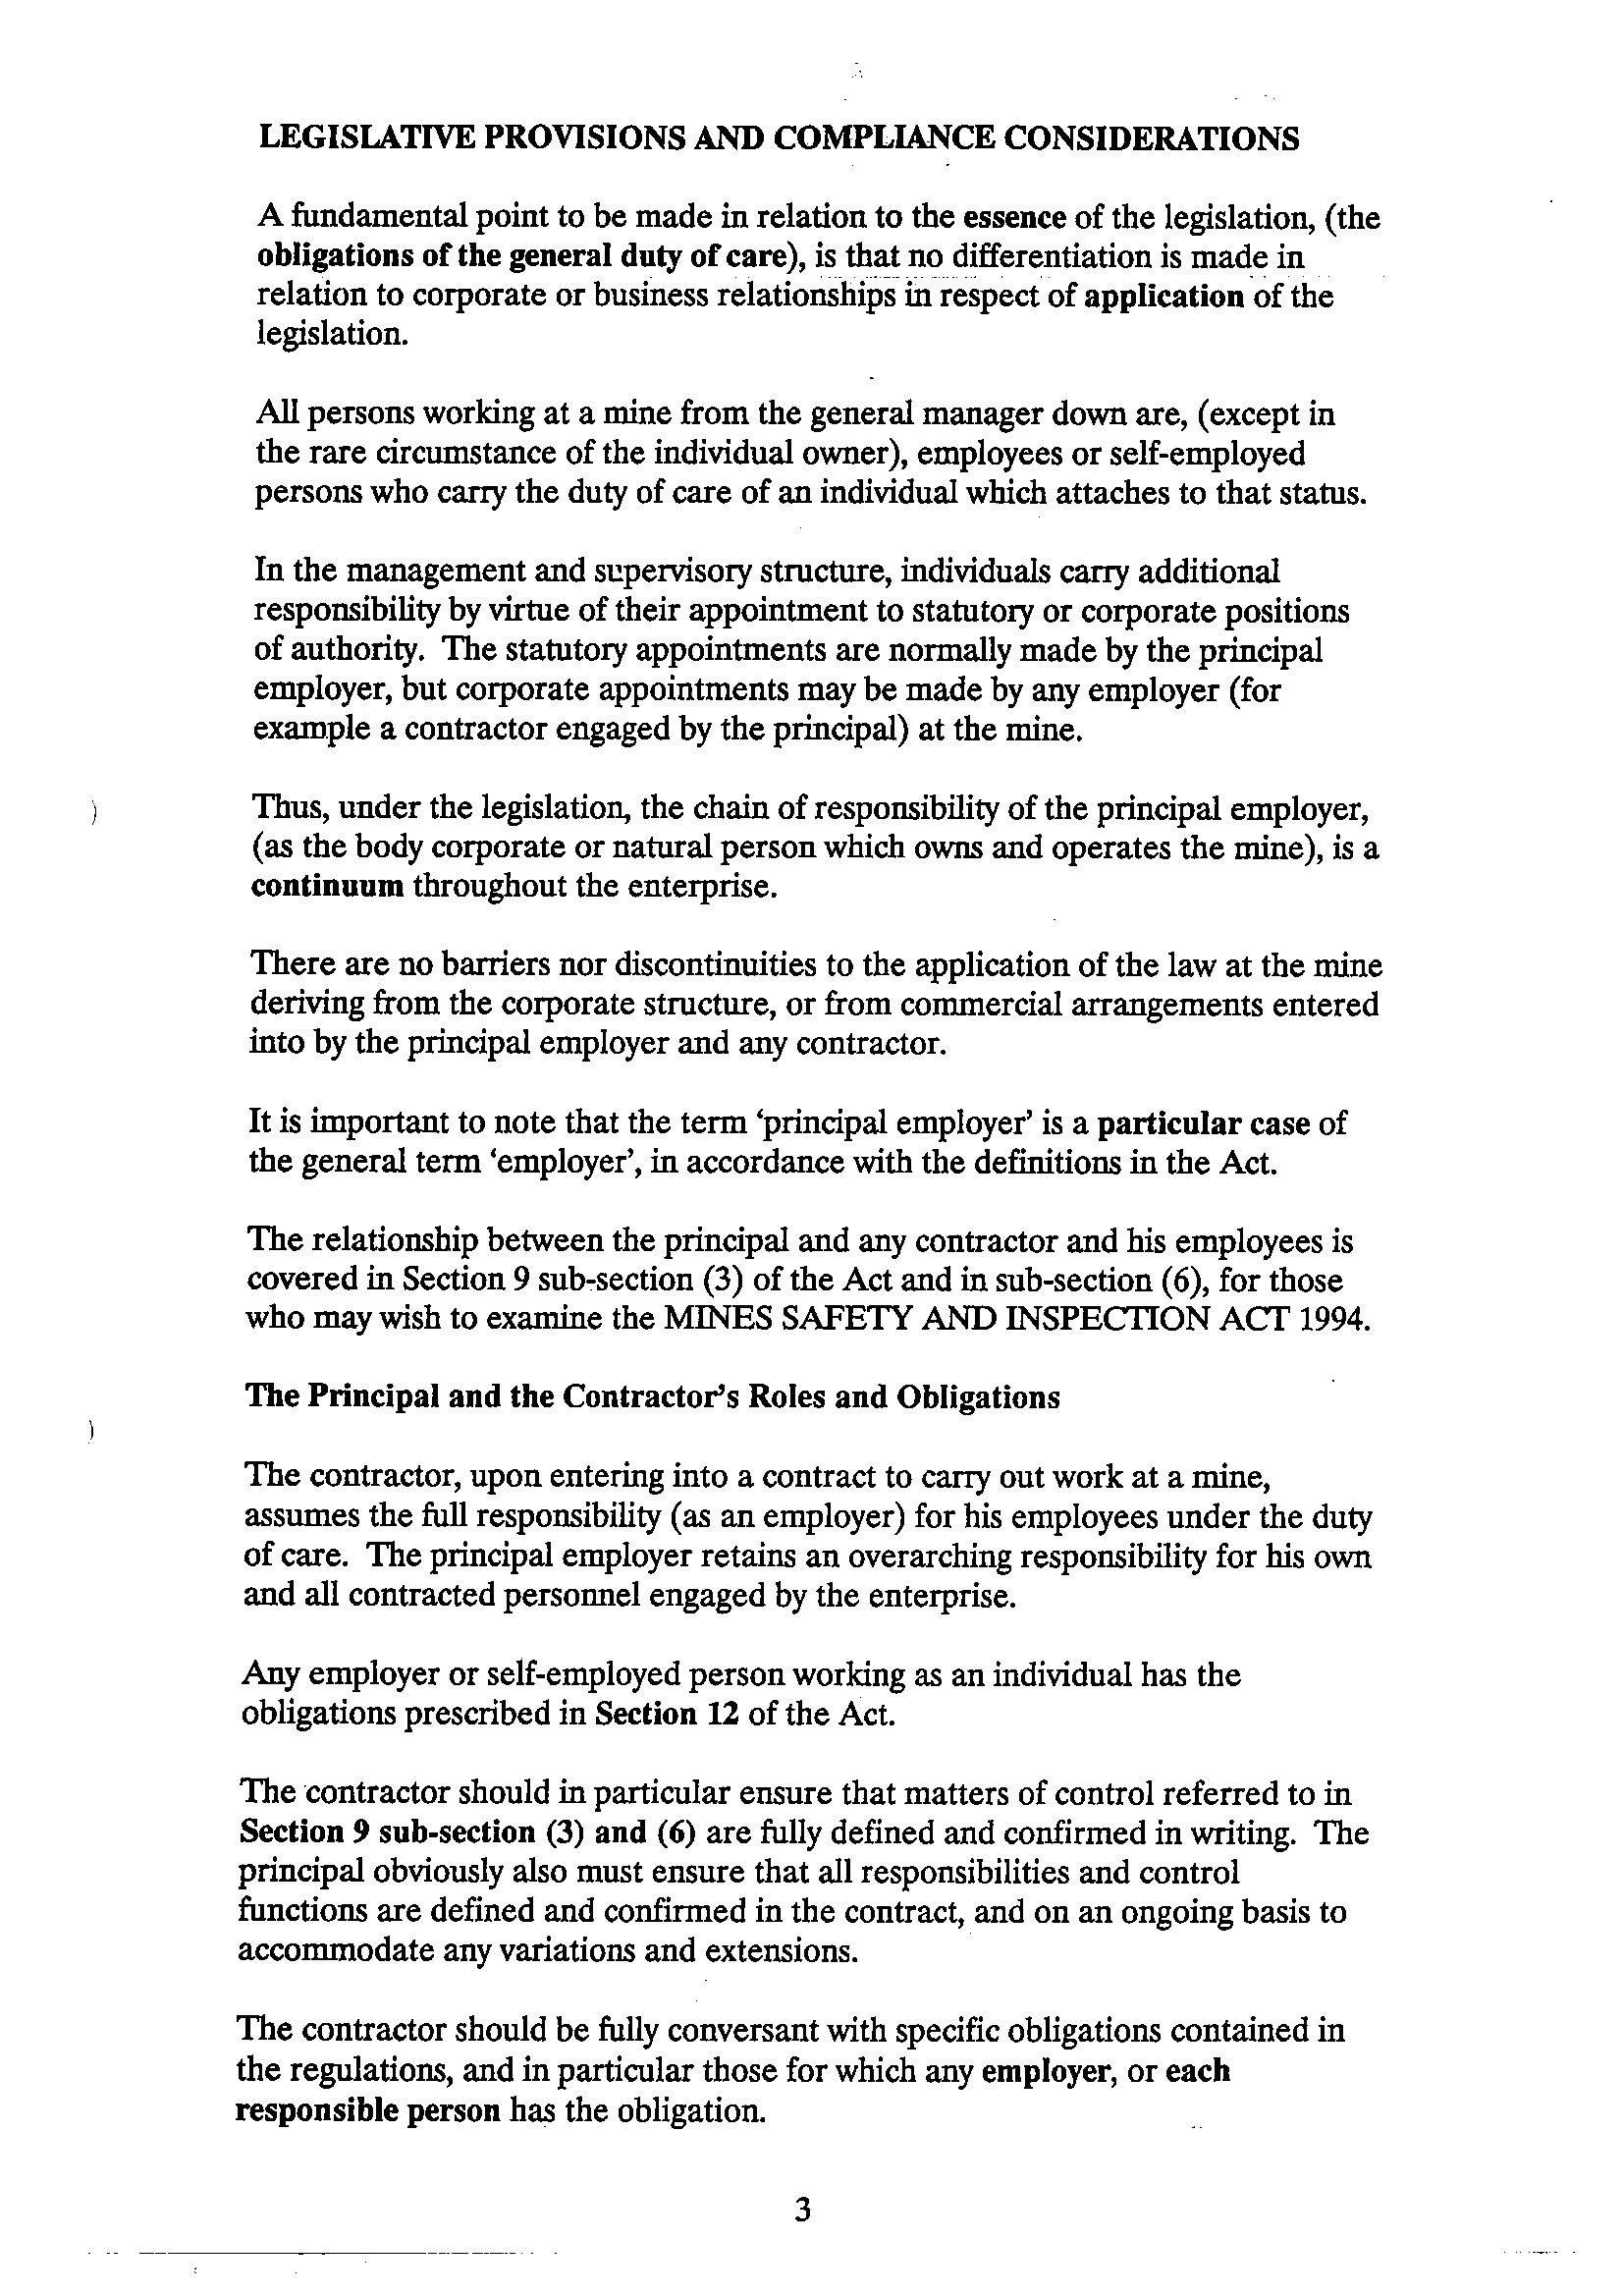 LEGISLATIVE PROVISIONS AND COMPLIANCE CONSIDERATIONS
A fundamental point to be made in relation to the essence of the legislation, (the
obligations of the general duty of care), is that no differentiation is made in
relation to corporate or business relationships in respect of application of the
legislation.
All persons working at a mine from the general manager down are, (except in
the rare circumstance of the individual owner), employees or self-employed
persons who carry the duty of care of an individual which attaches to that status.
In the management and supervisory structure, individuals carry additional
responsibility by virtue of their appointment to statutory or corporate positions
of authority. The statutory appointments are normally made by the principal
employer, but corporate appointments may be made by any employer (for
example a contractor engaged by the principal) at the mine.
Thus, under the legislation, the chain of responsibility of the principal employer,
(as the body corporate or natural person which owns and operates the mine), is a
continuum throughout the enterprise.
There are no barriers nor discontinuities to the application of the law at the mine
deriving from the corporate structure, or from commercial arrangements entered
into by the principal employer and any contractor.
It is important to note that the term ‘principal employer’ is a particular case of
the general term ‘employer’, in accordance with the definitions in the Act.
The relationship between the principal and any contractor and his employees is
covered in Section 9 sub-section (3) of the Act and in sub-section (6), for those
who may wish to examine the MINES SAFETY AND INSPECTION ACT 1994.
The Principal and the Contractor’s Roles and Obligations
The contractor, upon entering into a contract to carry out work at a mine,
assumes the full responsibility (as an employer) for his employees under the duty
of care. The principal employer retains an overarching responsibility for his own
and all contracted personnel engaged by the enterprise.
Any employer or self-employed person working as an individual has the
obligations prescribed in Section 12 of the Act.
The contractor should in particular ensure that matters of control referred to in
Section 9 sub-section (3) and (6) are fully defined and confirmed in writing. The
principal obviously also must ensure that all responsibilities and control
functions are defined and confirmed in the contract, and on an ongoing basis to
accommodate any variations and extensions.
The contractor should be fully conversant with specific obligations contained in
the regulations, and in particular those for which any employer, or each
responsible person has the obligation.
3